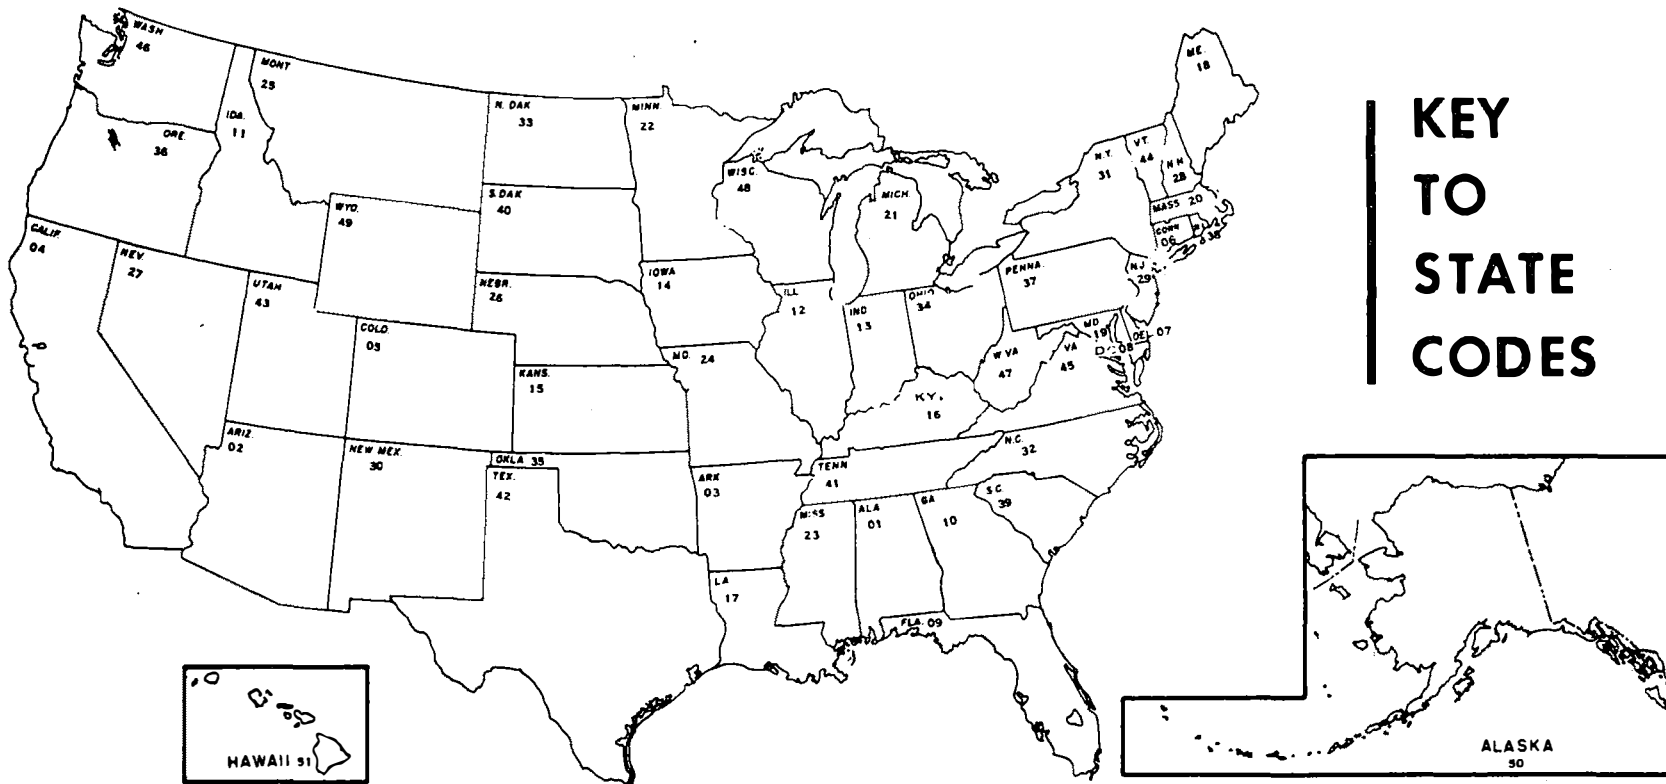 KEY
TO
STATE
CODES
WASH
46
MONT
25
IDA.
11
ORE.
36
N. DAK
33
MINN.
22
ME.
18
WISC.
48
MICH.
21
N.Y.
31
VT.
44
N H
28
MASS 20
CONN
06
38
S. DAK
40
WYO.
49
CALIF.
04
NEV.
27
UTAH
43
NEBR.
26
IOWA
14
ILL
12
IND
13
OHIO
34
PENNA.
37
N J
29
MD
19
DEL 07
D C 08
COLO.
05
KANS.
15
MO. 24
W VA
47
VA
45
KY.
16
ARIZ.
02
NEW MEX.
30
OKLA 35
TEX.
42
ARK
03
TENN
41
N.C.
32
S C
39
MISS
23
ALA
01
GA
10
LA
17
FLA. 09
HAWAII 51
ALASKA
50